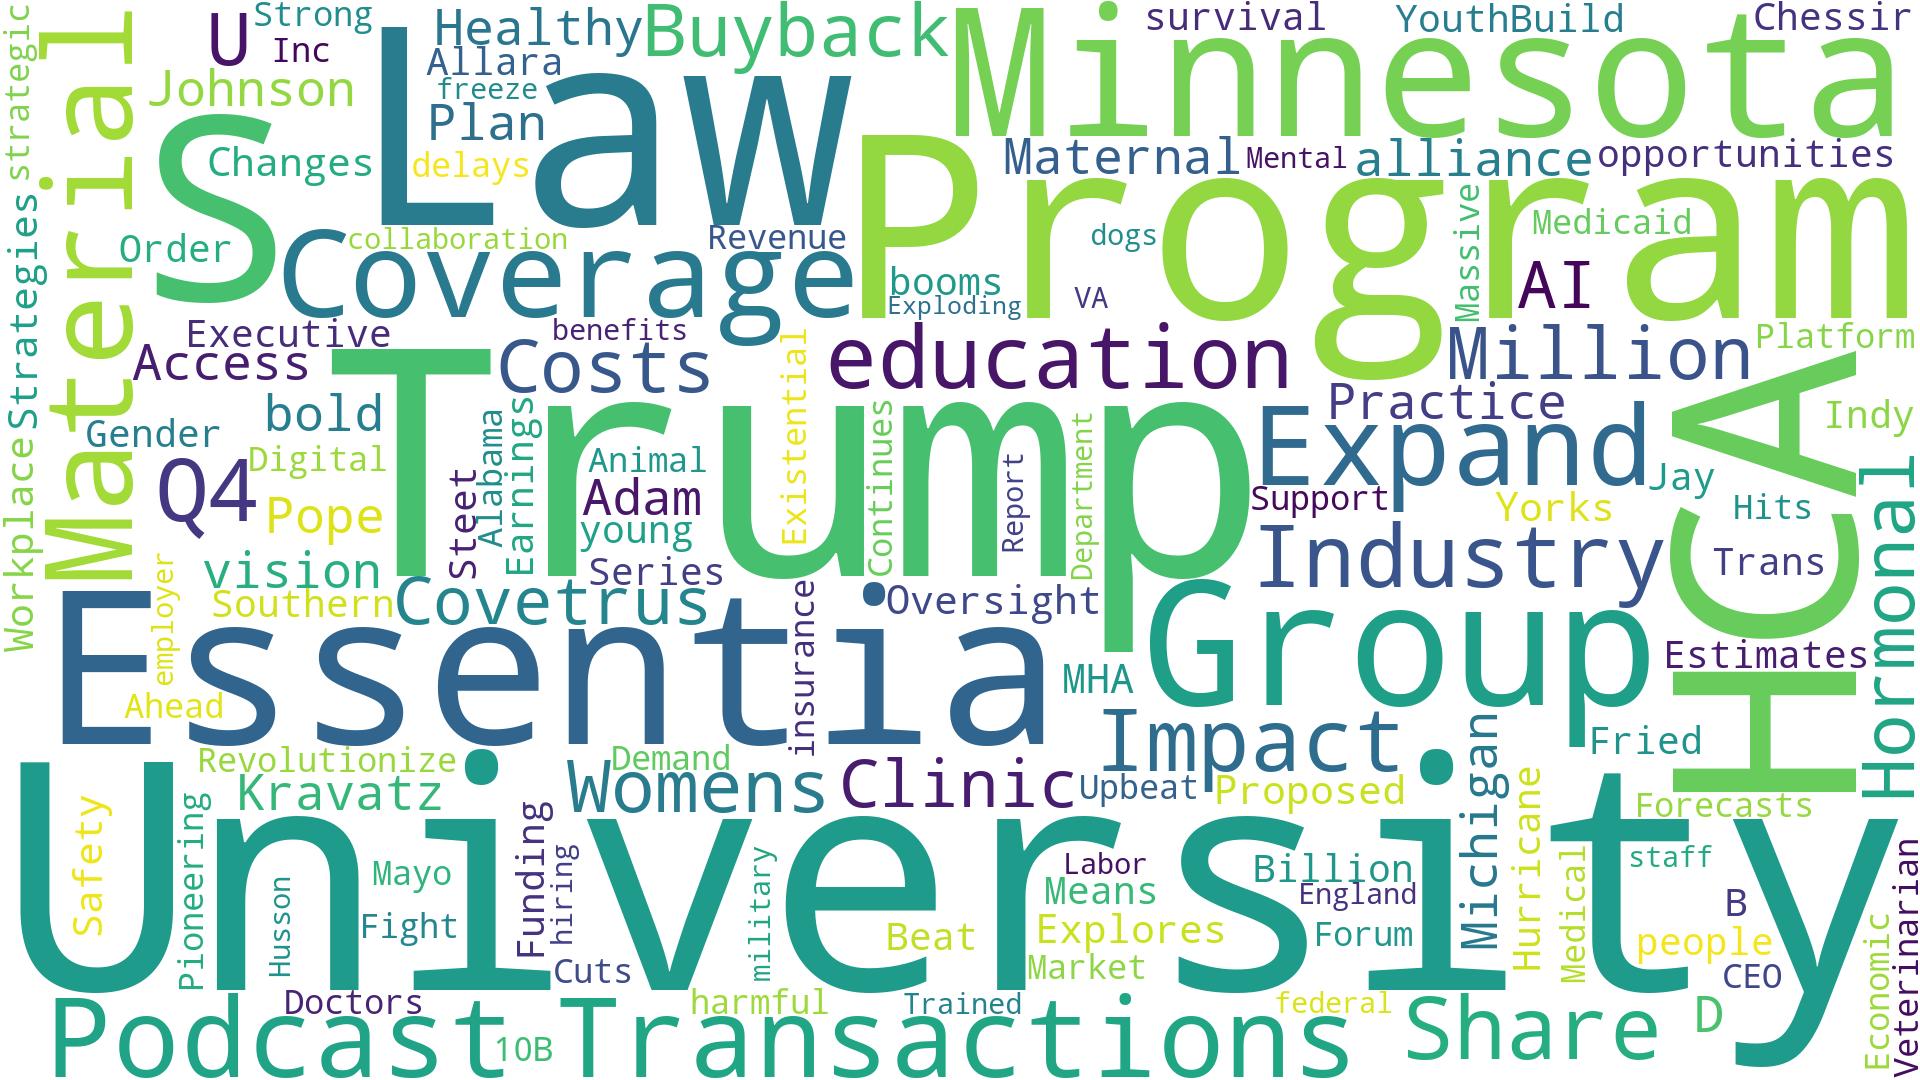 strategic
Material
U
Strong
Inc
Johnson
S
Changes
Order
Law
Healthy
Allara
freeze
Plan
delays
Buyback
Minnesota
survival
YouthBuild
Chessir
Maternal
Mental
alliance
opportunities
Program
Coverage
collaboration
Revenue
dogs
booms
Exploding
VA
Massive
Medicaid
AI
Strategies
Workplace
Executive
Access
benefits
Costs
Existential
education
Million
Platform
Practice
Expand
HCA
Indy
Gender
bold
Trump
Q4
Digital
Pope
Steet
Alabama
Earnings
Animal
Adam
young
Continues
Report
Department
Support
Jay
Yorks
Hits
Trans
Hormonal
Industry
vision
Southern
employer
Series
Covetrus
insurance
Oversight
Group
Essentia
Ahead
MHA
Estimates
Impact
Fried
Michigan
Revolutionize
Kravatz
Demand
Womens
Clinic
Upbeat
Proposed
Hurricane
Forecasts
University
Safety
Pioneering
Husson
Mayo
Fight
Funding
hiring
Cuts
military
Labor
Means
Beat
Explores
Market
Billion
England
Forum
Medical
staff
B
people
CEO
Economic
Veterinarian
Podcast
Doctors
10B
Transactions
harmful
Trained
federal
Share
D